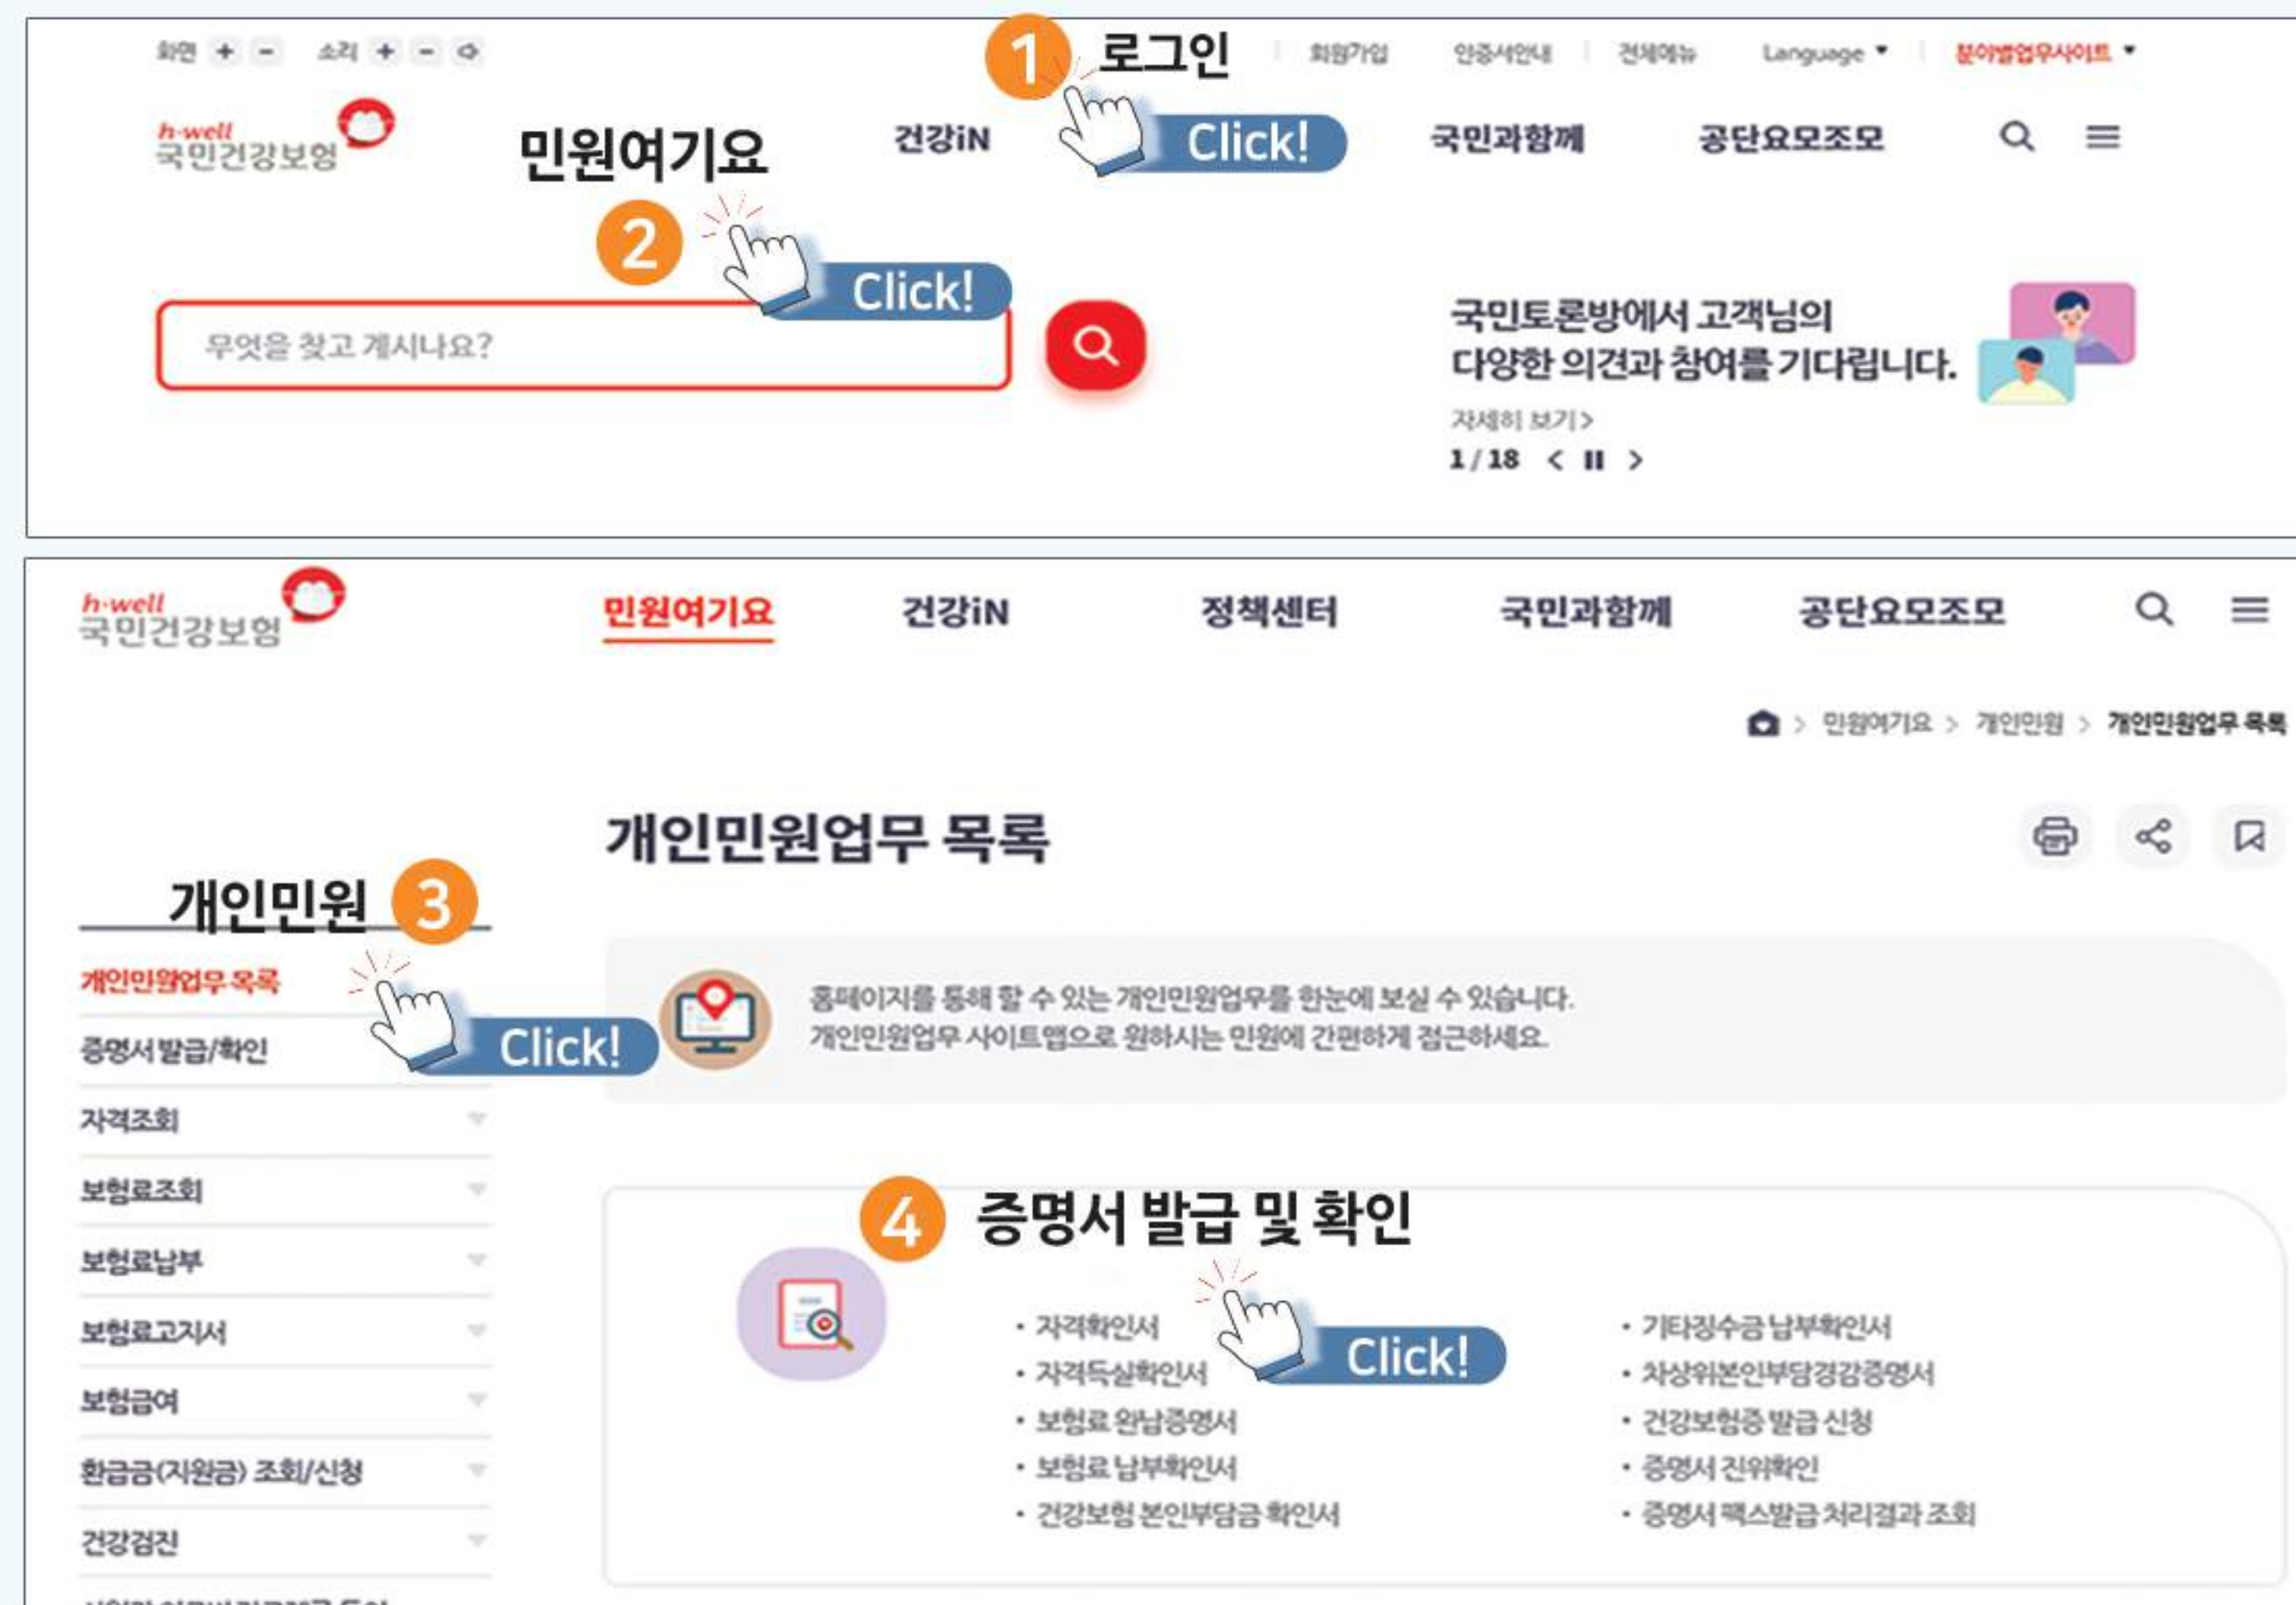 화면 + - 소리 + -
1 로그인 회원가입 인증서안내 전체메뉴 Language 분야별업무사이트
h-well
국민건강보험
민원여기요 건강iN Click! 국민과함께 공단요모조모
2 Click!
무엇을 찾고 계시나요?
국민토론방에서 고객님의
다양한 의견과 참여를 기다립니다.
자세히 보기 >
1 / 18 < II >
h-well
국민건강보험
민원여기요 건강iN 정책센터 국민과함께 공단요모조모
> 민원여기요 > 개인민원 > 개인민원업무 목록
개인민원업무 목록
개인민원 3
Click!
개인민원업무 목록
증명서 발급/확인
자격조회
보험료조회
보험료납부
보험료고지서
보험급여
환급금(지원금) 조회/신청
건강검진
홈페이지를 통해 할 수 있는 개인민원업무를 한눈에 보실 수 있습니다.
개인민원업무 사이트맵으로 원하시는 민원에 간편하게 접근하세요.
4 증명서 발급 및 확인
Click!
• 자격확인서
• 자격득실확인서
• 보험료 완납증명서
• 보험료 납부확인서
• 건강보험 본인부담금 확인서
• 기타징수금 납부확인서
• 차상위본인부담경감증명서
• 건강보험증 발급 신청
• 증명서 진위확인
• 증명서 팩스발급 처리결과 조회